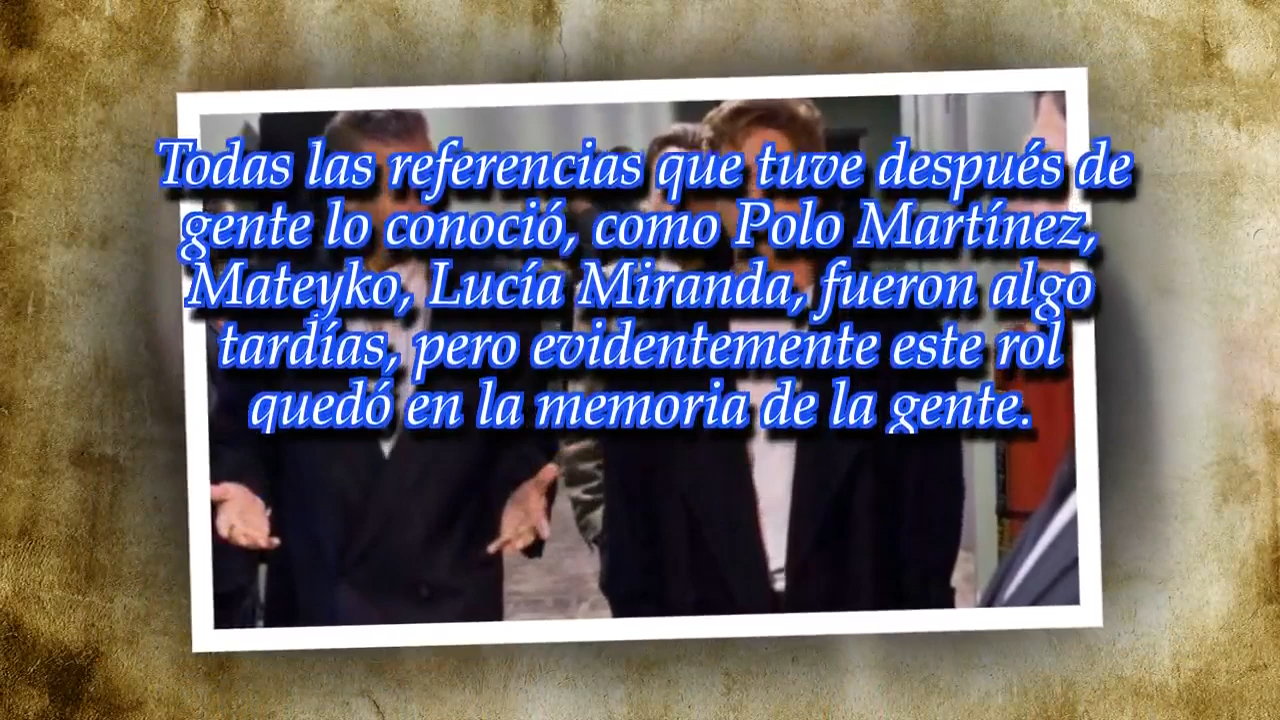 Todas las referencias que tuve después de
gente lo conoció, como Polo Martínez,
Mateyko, Lucía Miranda, fueron algo
tardías, pero evidentemente este rol
quedó en la memoria de la gente.